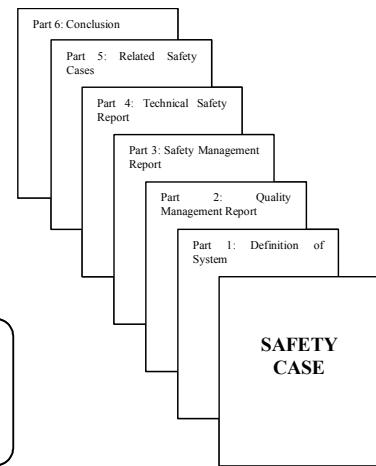 Part 6: Conclusion
Part 5: Related Safety
Cases
Part 4: Technical Safety
Report
Part 3: Safety Management
Report
Part 2: Quality
Management Report
Part 1: Definition of
System
SAFETY
CASE